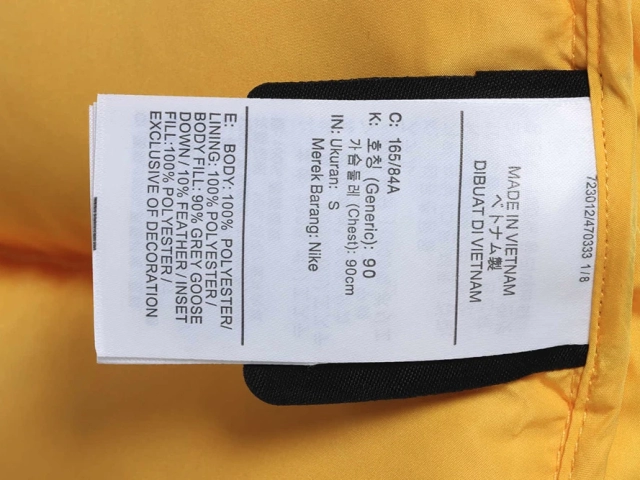 723012/470333 1/8
MADE IN VIETNAM
ベトナム製
DIBUAT DI VIETNAM
C: 165/84A
K: 호칭 (Generic): 90
가슴둘레 (Chest): 90cm
IN: Ukuran: S
Merek Barang: Nike
E: BODY: 100% POLYESTER/
LINING: 100% POLYESTER/
BODY FILL: 90% GREY GOOSE
DOWN/ 10% FEATHER / INSET
FILL:100% POLYESTER /
EXCLUSIVE OF DECORATION